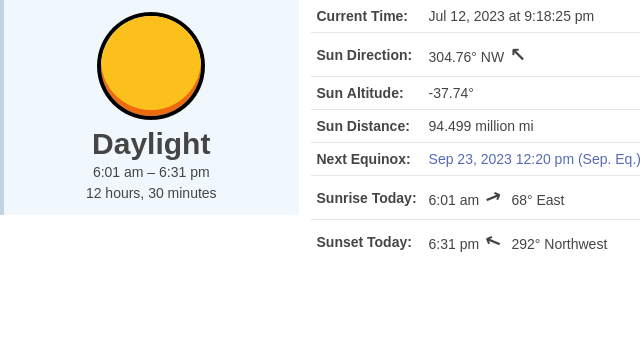 Daylight
6:01 am – 6:31 pm
12 hours, 30 minutes
Current Time: Jul 12, 2023 at 9:18:25 pm
Sun Direction: 304.76° NW ↖
Sun Altitude: -37.74°
Sun Distance: 94.499 million mi
Next Equinox: Sep 23, 2023 12:20 pm (Sep. Eq.)
Sunrise Today: 6:01 am ↗ 68° East
Sunset Today: 6:31 pm ↖ 292° Northwest